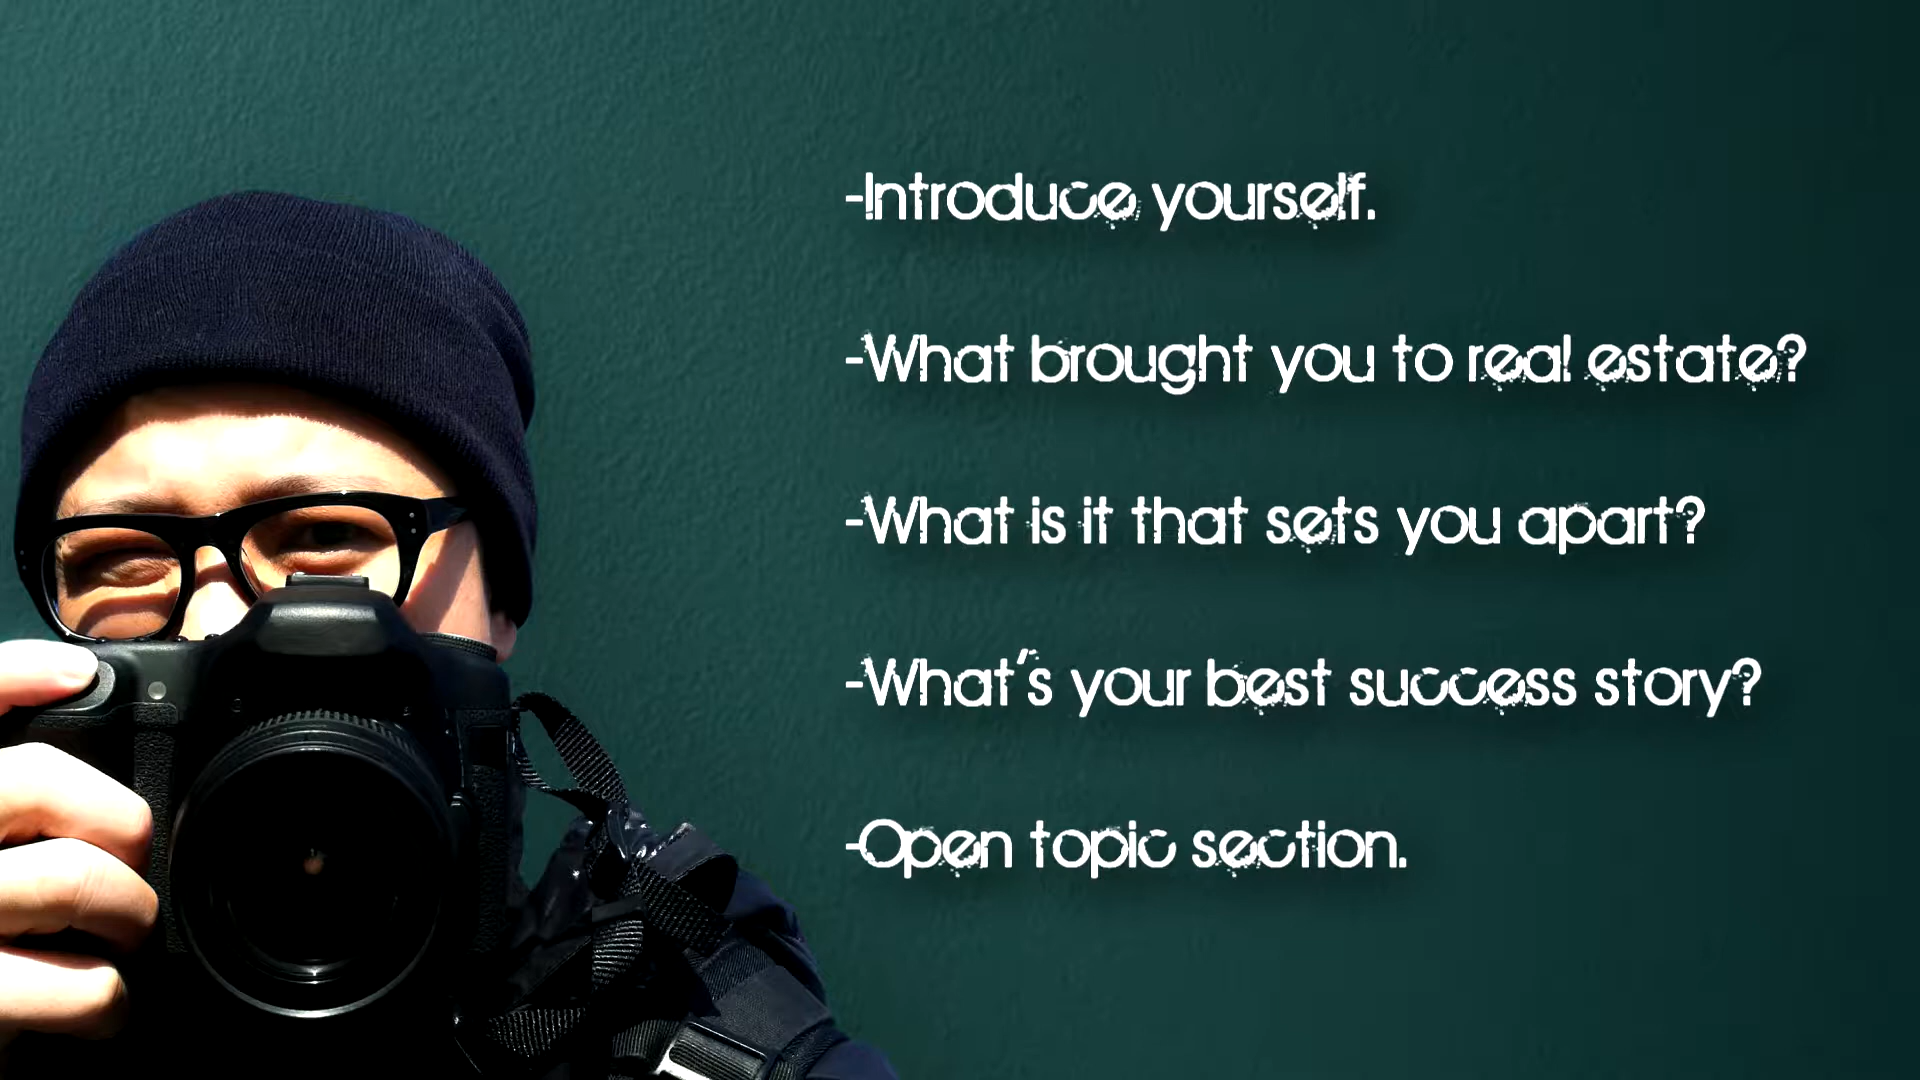 -Introduce yourself.
-What brought you to real estate?
-What is it that sets you apart?
-What's your best success story?
-Open topic section.